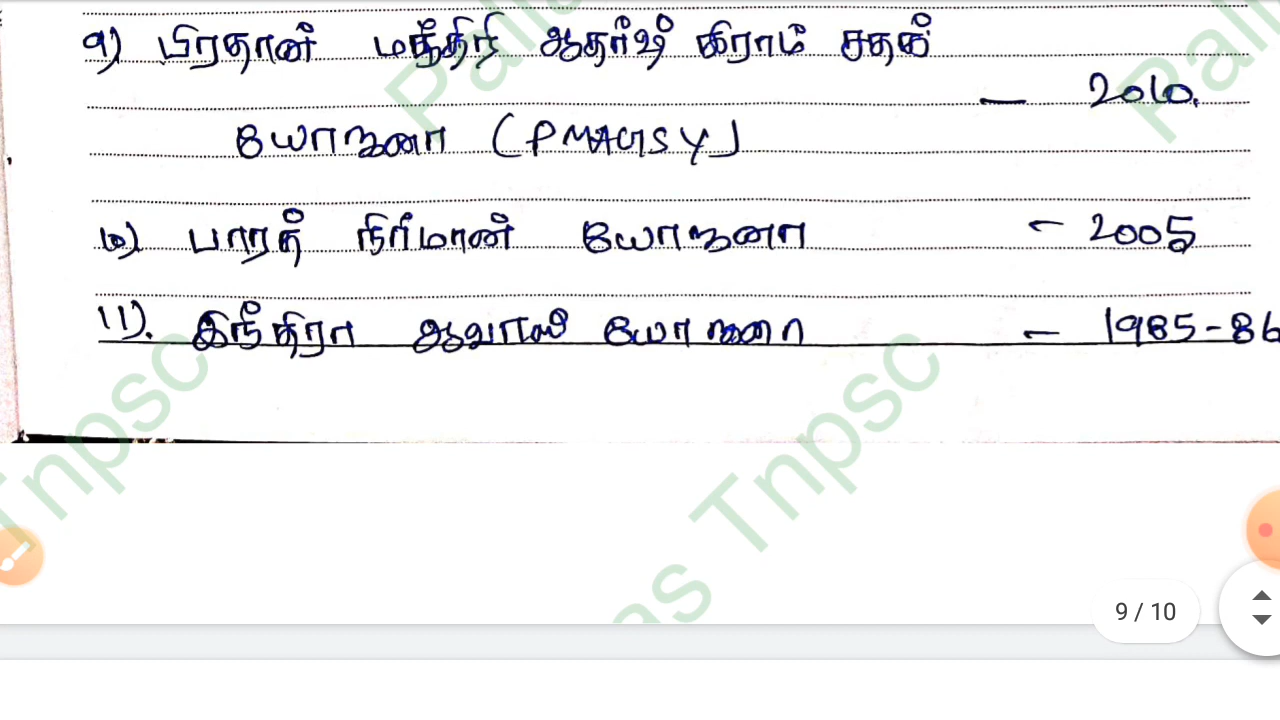 9) பிரதான் மந்திரி ஆதர்ஷ் கிராம் சதக்
யோஜனா (PMAGSY) — 2010.
10) பாரத் நிர்மான் யோஜனா - 2005
11). இந்திரா ஆவாஸ் யோஜனா - 1985-86
Tnpsc
as Tnpsc
9 / 10